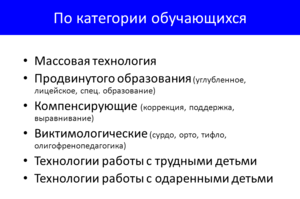 По категории обучающихся
• Массовая технология
• Продвинутого образования (углубленное,
лицейское, спец. образование)
• Компенсирующие (коррекция, поддержка,
выравнивание)
• Виктимологические (сурдо, орто, тифло,
олигофренопедагогика)
• Технологии работы с трудными детьми
• Технологии работы с одаренными детьми